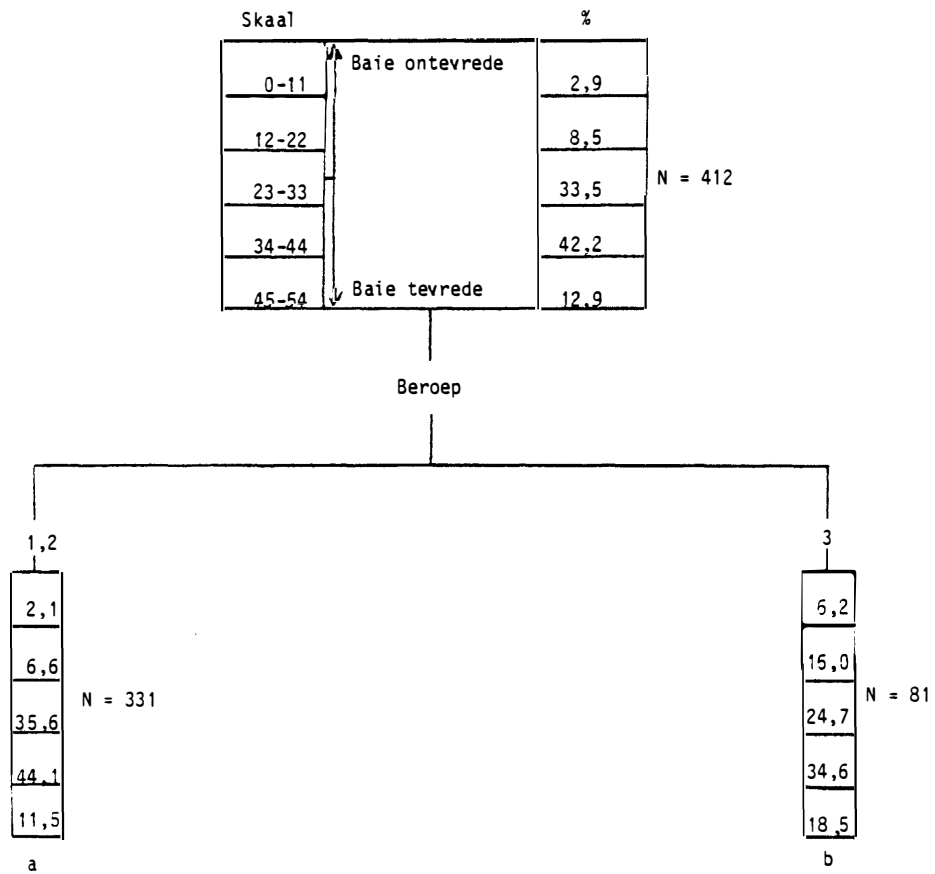 Skaal %
Baie ontevrede
0-11 2,9
12-22 8,5
23-33 33,5 N = 412
34-44 42,2
Baie tevrede
45-54 12,9
Beroep
1,2 3
2,1 6,2
6,6 16,0
N = 331 N = 81
35,6 24,7
44,1 34,6
11,5 18,5
a b